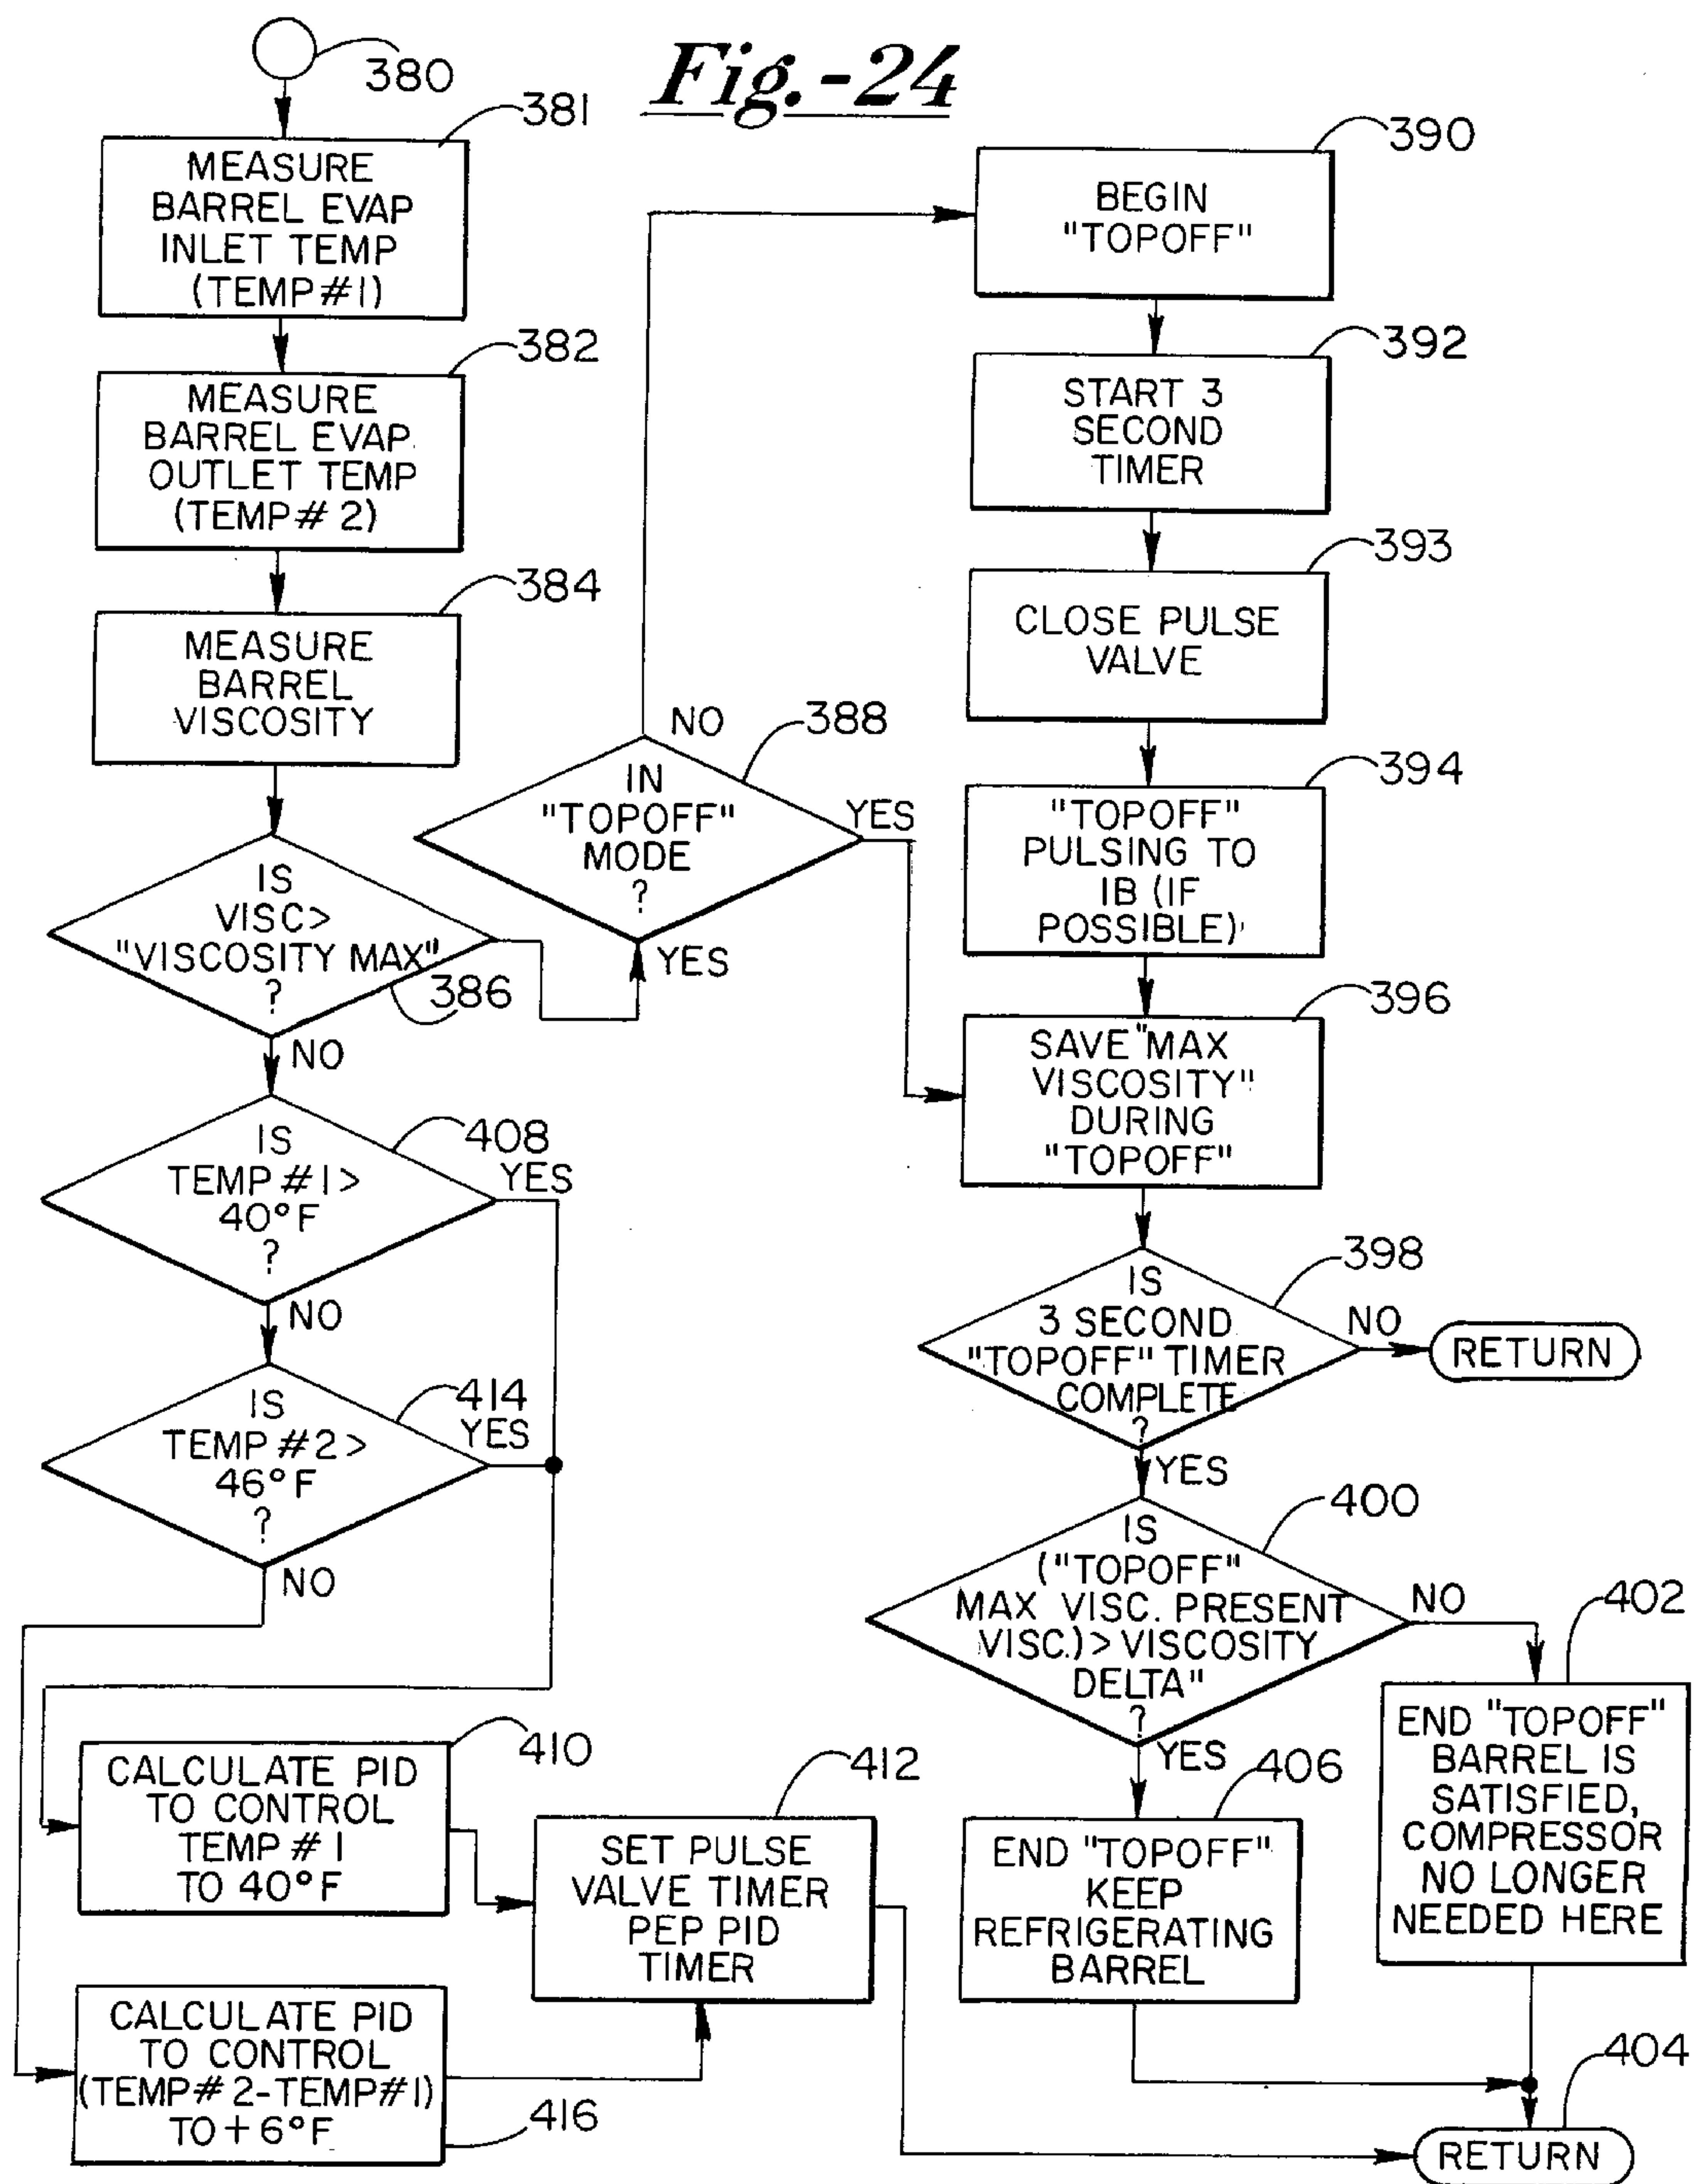 Fig.-24
380
381
MEASURE
BARREL EVAP
INLET TEMP
(TEMP #1)
382
MEASURE
BARREL EVAP.
OUTLET TEMP
(TEMP # 2)
384
MEASURE
BARREL
VISCOSITY
IS
VISC>
"VISCOSITY MAX"
?
386
YES
NO
388
IN
"TOPOFF"
MODE
?
NO
YES
390
BEGIN
"TOPOFF"
392
START 3
SECOND
TIMER
393
CLOSE PULSE
VALVE
394
"TOPOFF"
PULSING TO
IB (IF
POSSIBLE)
396
SAVE "MAX
VISCOSITY"
DURING
"TOPOFF"
398
IS
3 SECOND
"TOPOFF" TIMER
COMPLETE
?
NO
RETURN
YES
400
IS
("TOPOFF"
MAX VISC. PRESENT
VISC.) > VISCOSITY
DELTA"
?
NO
YES
402
END "TOPOFF"
BARREL IS
SATISFIED,
COMPRESSOR
NO LONGER
NEEDED HERE
406
END "TOPOFF"
KEEP
REFRIGERATING
BARREL
404
RETURN
408
IS
TEMP #1>
40°F
?
YES
NO
414
IS
TEMP #2>
46°F
?
YES
NO
410
CALCULATE PID
TO CONTROL
TEMP # 1
TO 40°F
412
SET PULSE
VALVE TIMER
PEP PID
TIMER
CALCULATE PID
TO CONTROL
(TEMP# 2-TEMP#1)
TO + 6°F
416